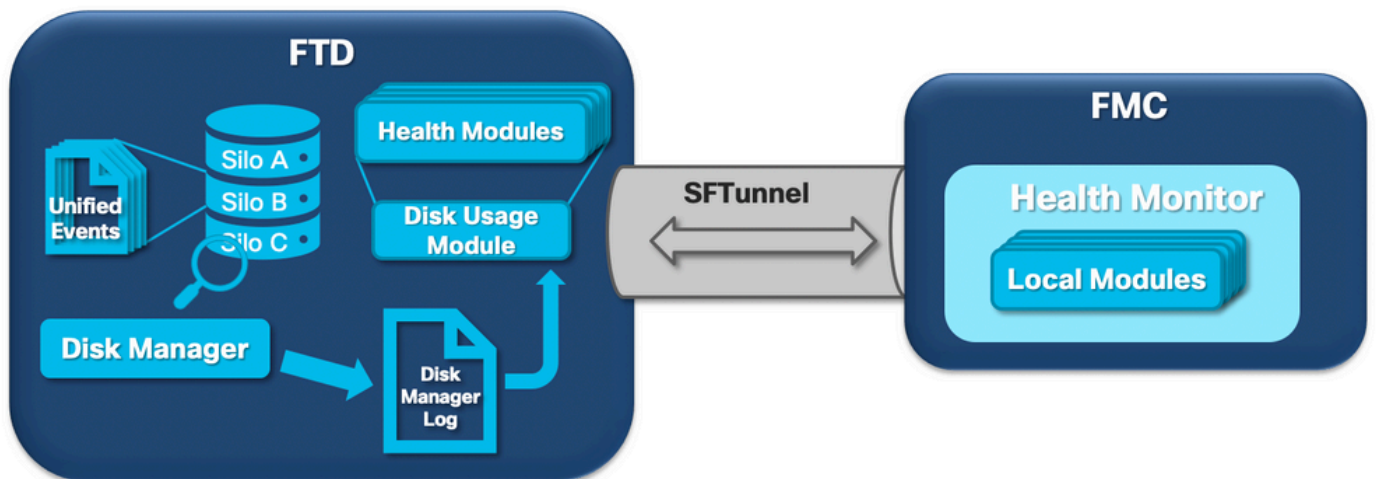 FTD
Health Modules
Silo A
Silo B
Silo C
Unified
Events
Disk Usage
Module
Disk Manager
Disk
Manager
Log
SFTunnel
FMC
Health Monitor
Local Modules